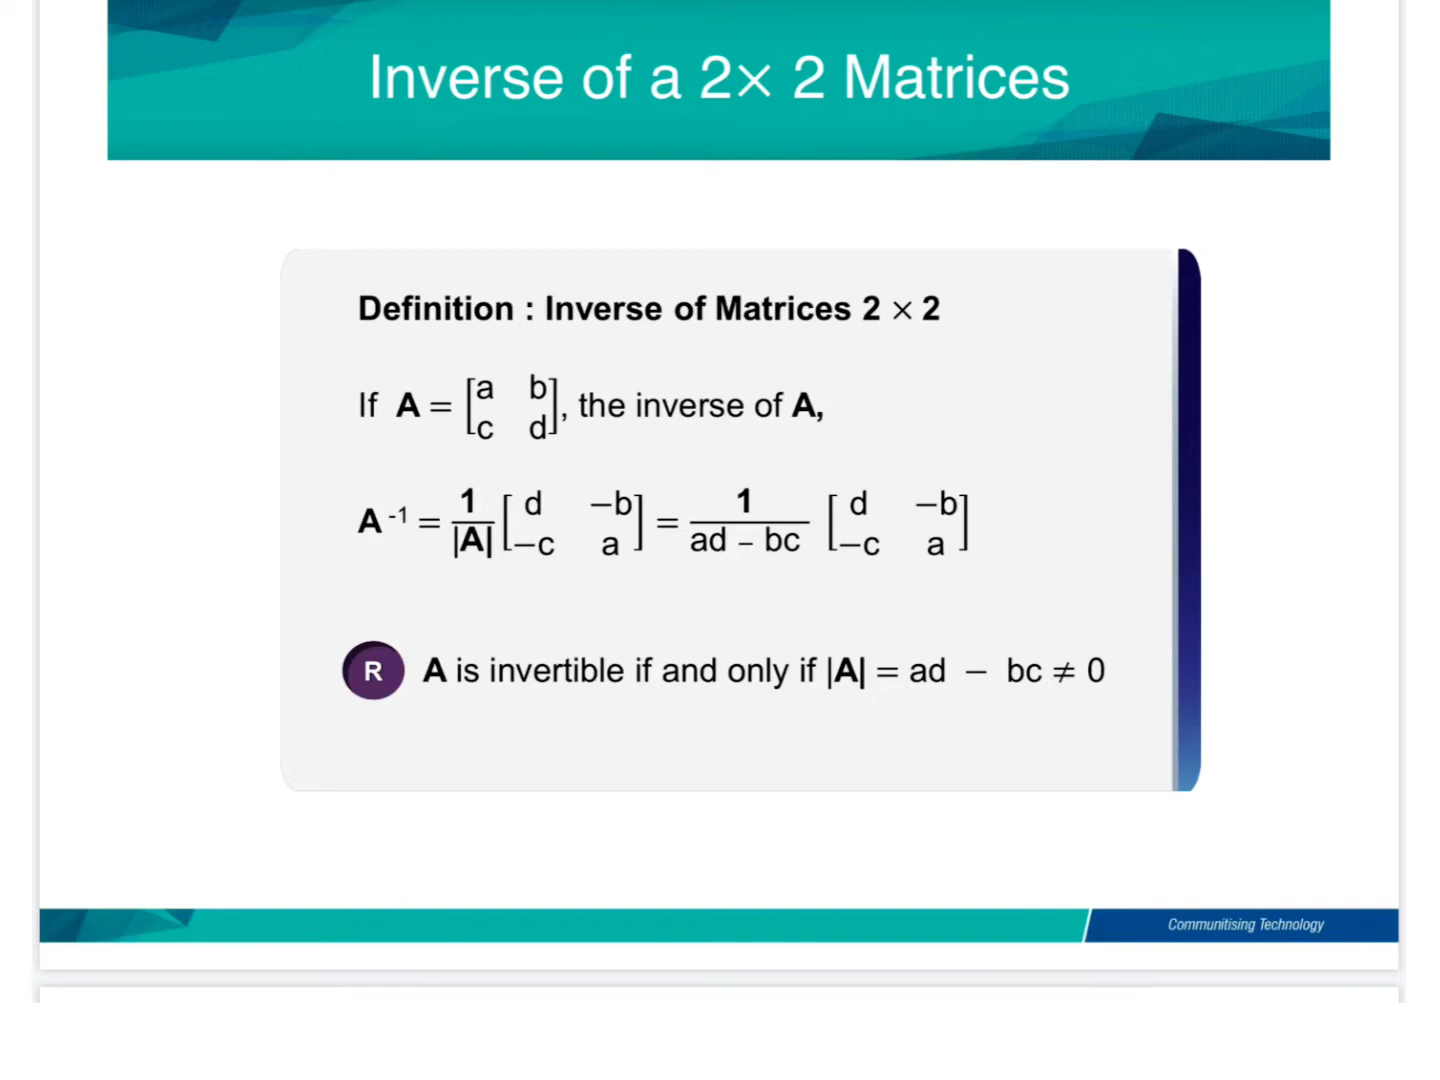 Inverse of a 2× 2 Matrices
Definition : Inverse of Matrices 2 × 2
If A = [a b; c d], the inverse of A,
A -1 = 1/|A| [d −b; −c a] = 1/(ad − bc) [d −b; −c a]
R A is invertible if and only if |A| = ad − bc ≠ 0
Communitising Technology